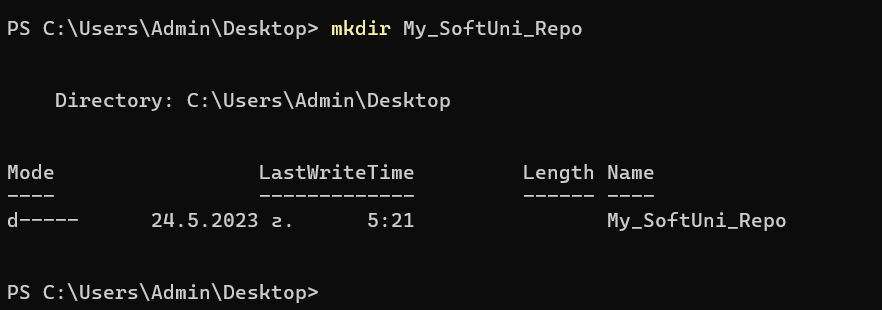 PS C:\Users\Admin\Desktop> mkdir My_SoftUni_Repo
Directory: C:\Users\Admin\Desktop
Mode LastWriteTime Length Name
---- ------------- ------ ----
d----- 24.5.2023 г. 5:21 My_SoftUni_Repo
PS C:\Users\Admin\Desktop>